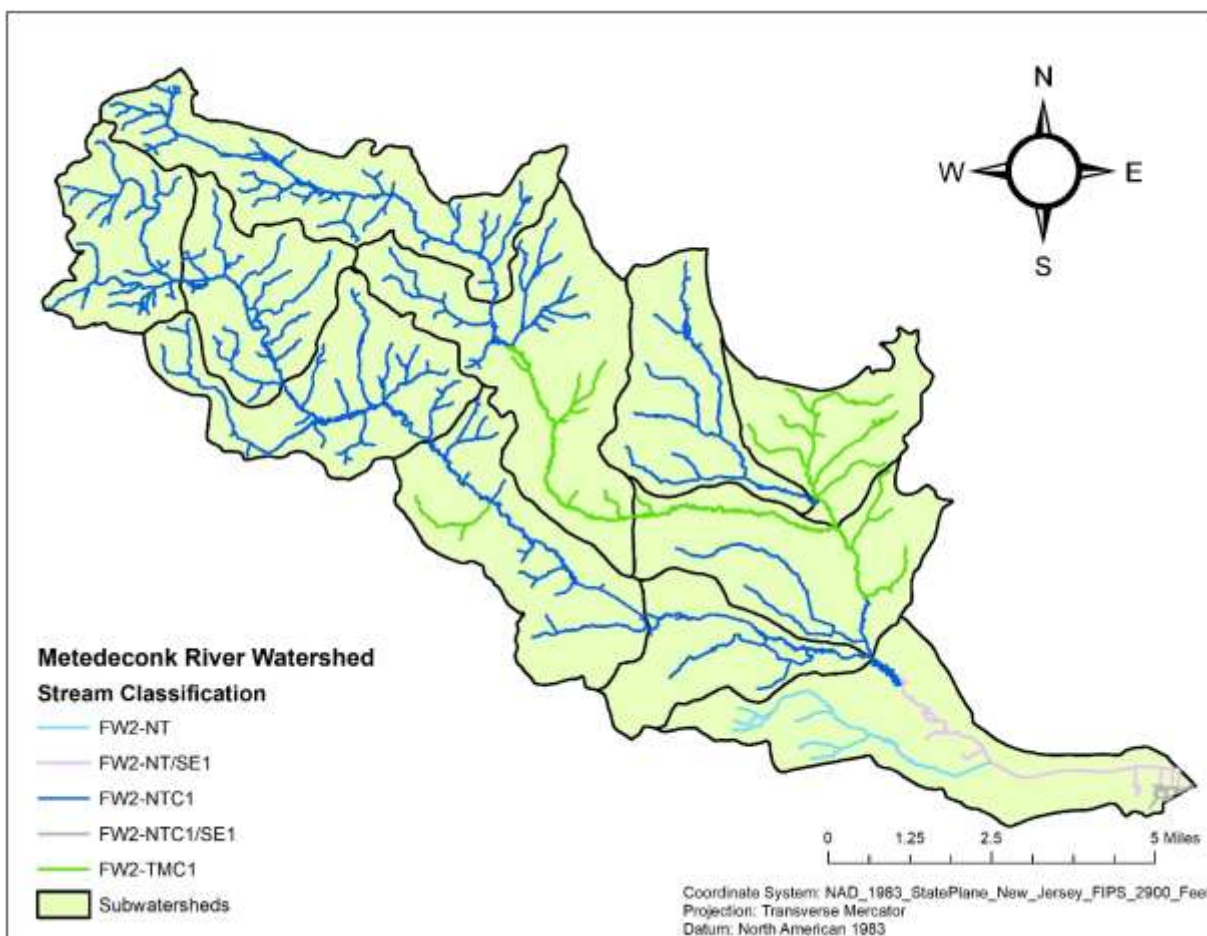 N
W E
S
Metedeconk River Watershed
Stream Classification
FW2-NT
FW2-NT/SE1
FW2-NTC1
FW2-NTC1/SE1
FW2-TMC1
Subwatersheds
0 1.25 2.5 5 Miles
Coordinate System: NAD_1983_StatePlane_New_Jersey_FIPS_2900_Feet
Projection: Transverse Mercator
Datum: North American 1983